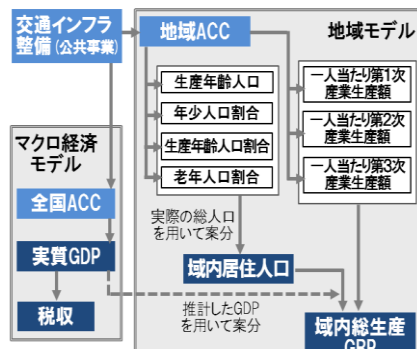 交通インフラ
整備(公共事業)
地域ACC
地域モデル
生産年齢人口
年少人口割合
生産年齢人口割合
老年人口割合
一人当たり第1次
産業生産額
一人当たり第2次
産業生産額
一人当たり第3次
産業生産額
マクロ経済
モデル
全国ACC
実質GDP
税収
実際の総人口
を用いて案分
域内居住人口
推計したGDP
を用いて案分
域内総生産
GRP